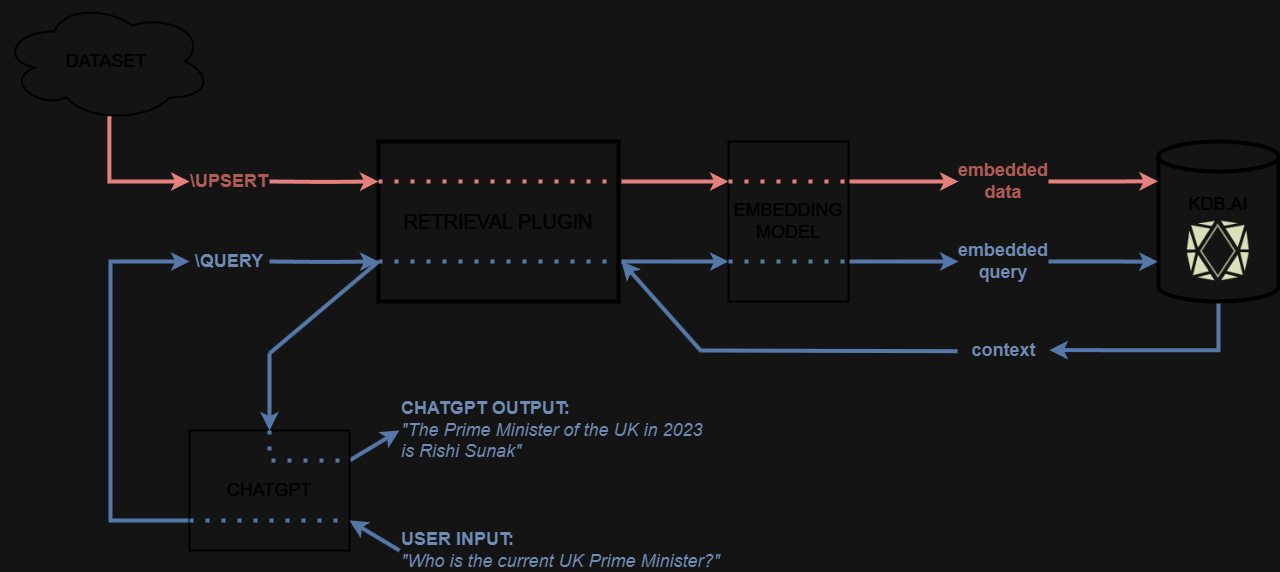 DATASET
\UPSERT
RETRIEVAL PLUGIN
EMBEDDING
MODEL
embedded
data
KDB.AI
\QUERY
embedded
query
context
CHATGPT OUTPUT:
"The Prime Minister of the UK in 2023
is Rishi Sunak"
CHATGPT
USER INPUT:
"Who is the current UK Prime Minister?"